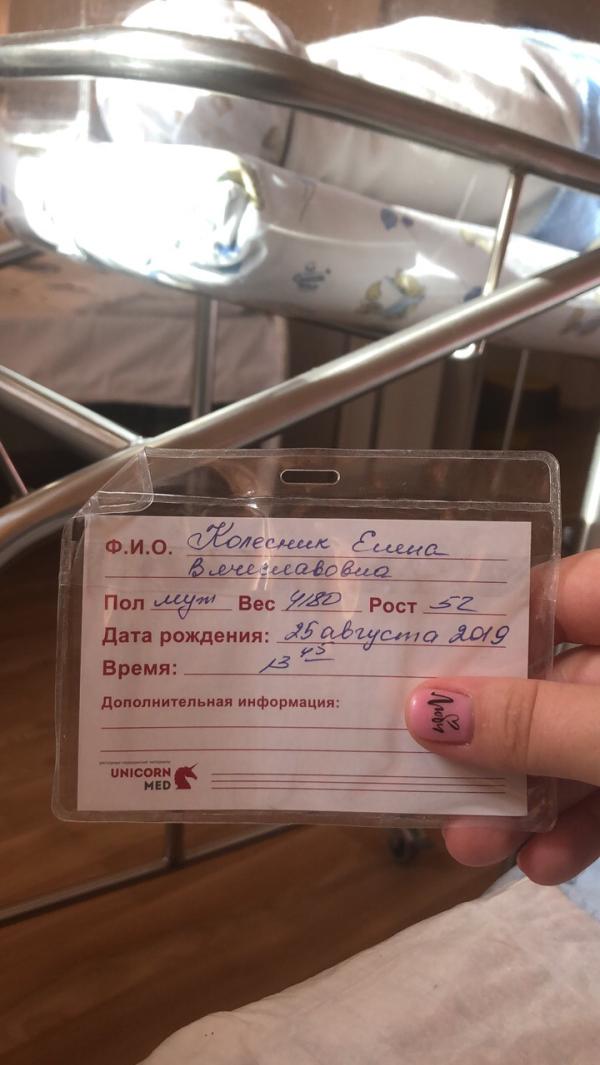 Ф.И.О. Колесник Елена
Вячеславовна
Пол муж Вес 4180 Рост 52
Дата рождения: 25 августа 2019
Время: 13 45
Дополнительная информация:
UNICORN
MED